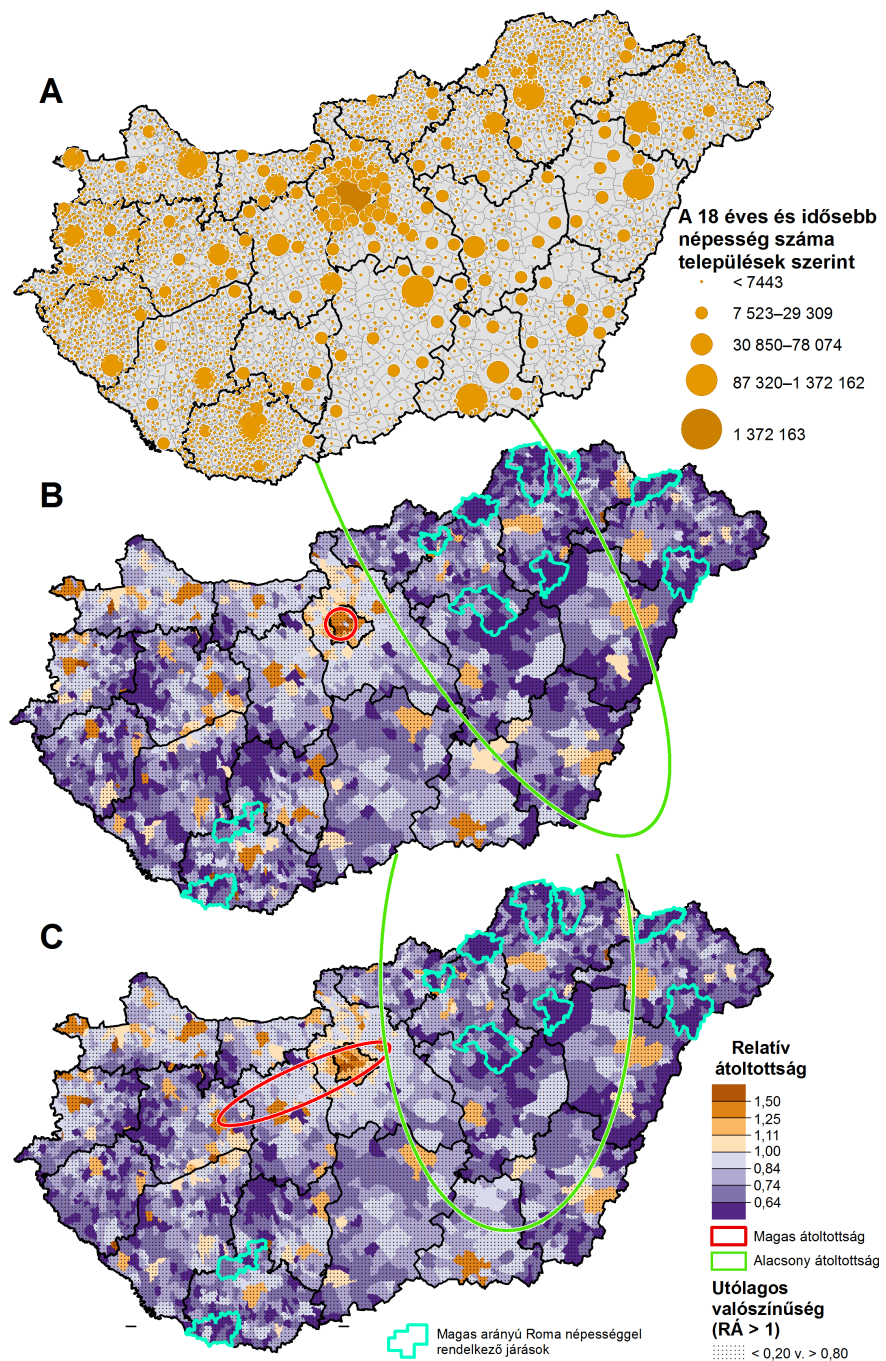 A
A 18 éves és idősebb
népesség száma
települések szerint
< 7443
7 523–29 309
30 850–78 074
87 320–1 372 162
1 372 163
B
C
Relatív
átoltottság
1,50
1,25
1,11
1,00
0,84
0,74
0,64
Magas átoltottság
Alacsony átoltottság
Utólagos
valószínűség
(RÁ > 1)
< 0,20 v. > 0,80
Magas arányú Roma népességgel
rendelkező járások